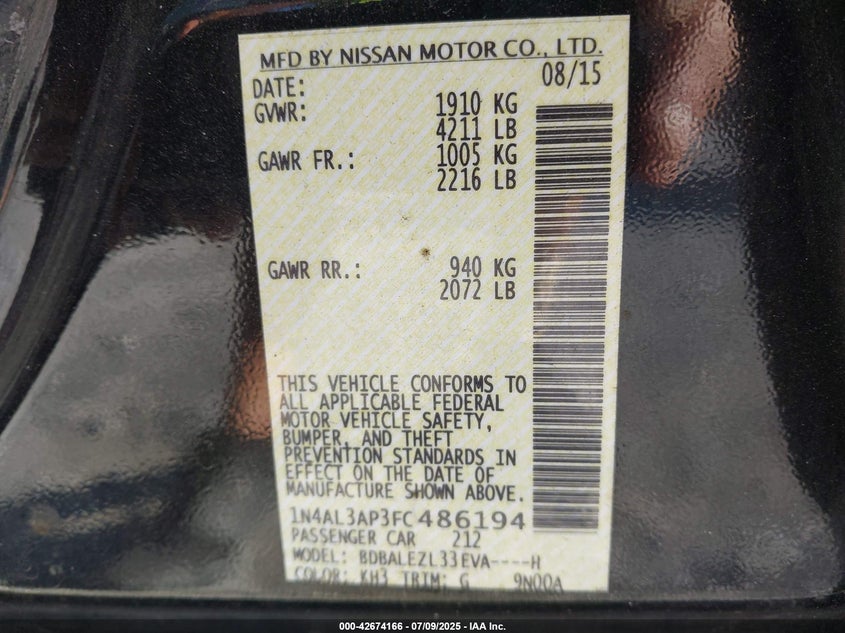 MFD BY NISSAN MOTOR CO., LTD.
DATE: 08/15
GVWR: 1910 KG
4211 LB
GAWR FR.: 1005 KG
2216 LB
GAWR RR.: 940 KG
2072 LB
THIS VEHICLE CONFORMS TO
ALL APPLICABLE FEDERAL
MOTOR VEHICLE SAFETY,
BUMPER, AND THEFT
PREVENTION STANDARDS IN
EFFECT ON THE DATE OF
MANUFACTURE SHOWN ABOVE.
1N4AL3AP3FC486194
PASSENGER CAR 212
MODEL: BDBALEZL33EVA----H
COLOR: KH3 TRIM: G 9N00A
000-42674166 - 07/09/2025 - IAA Inc.